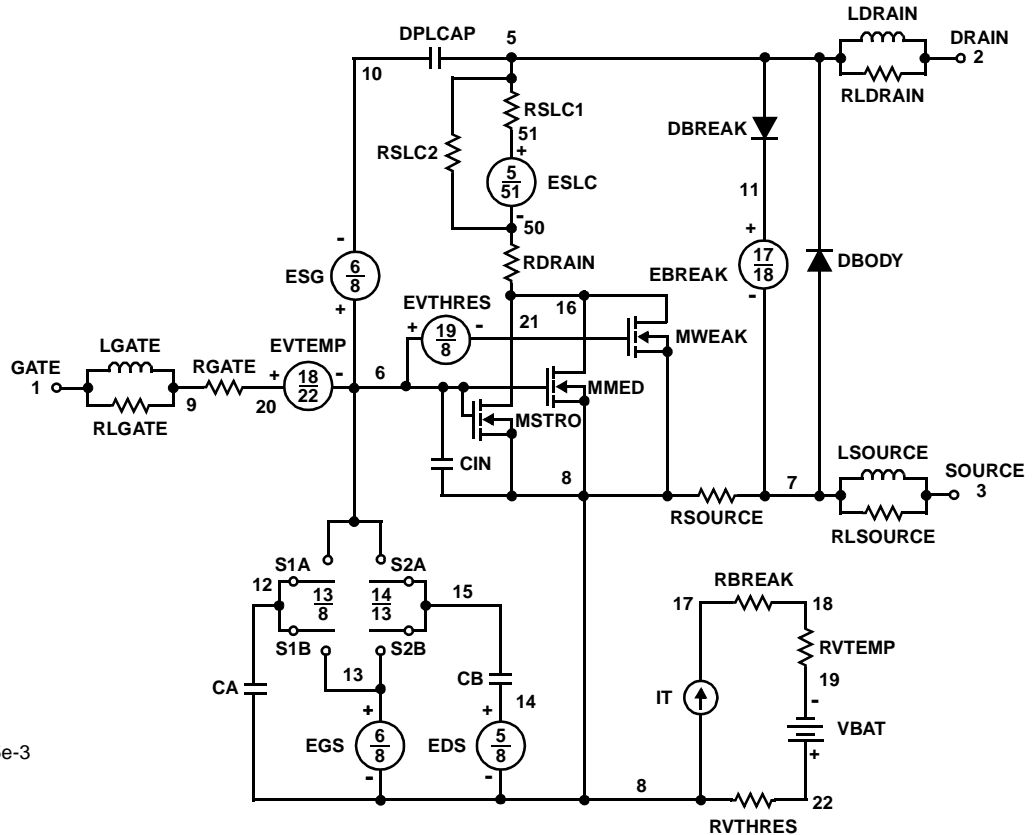 LDRAIN
DPLCAP
5
DRAIN
2
10
RLDRAIN
RSLC1
DBREAK
51
+
RSLC2
5
51
ESLC
11
-
50
-
+
17
18
RDRAIN
6
8
EBREAK
DBODY
ESG
EVTHRES
16
-
+
+
19
8
-
21
MWEAK
LGATE
EVTEMP
GATE
1
RGATE
+
18
22
-
6
MMED
9
20
MSTRO
RLGATE
LSOURCE
CIN
8
7
SOURCE
3
RSOURCE
RLSOURCE
S1A
S2A
12
13
8
14
13
15
RBREAK
17
18
S1B
S2B
RVTEMP
13
CB
19
CA
14
IT
-
+
+
VBAT
EGS
6
8
EDS
5
8
e-3
-
-
+
8
22
RVTHRES